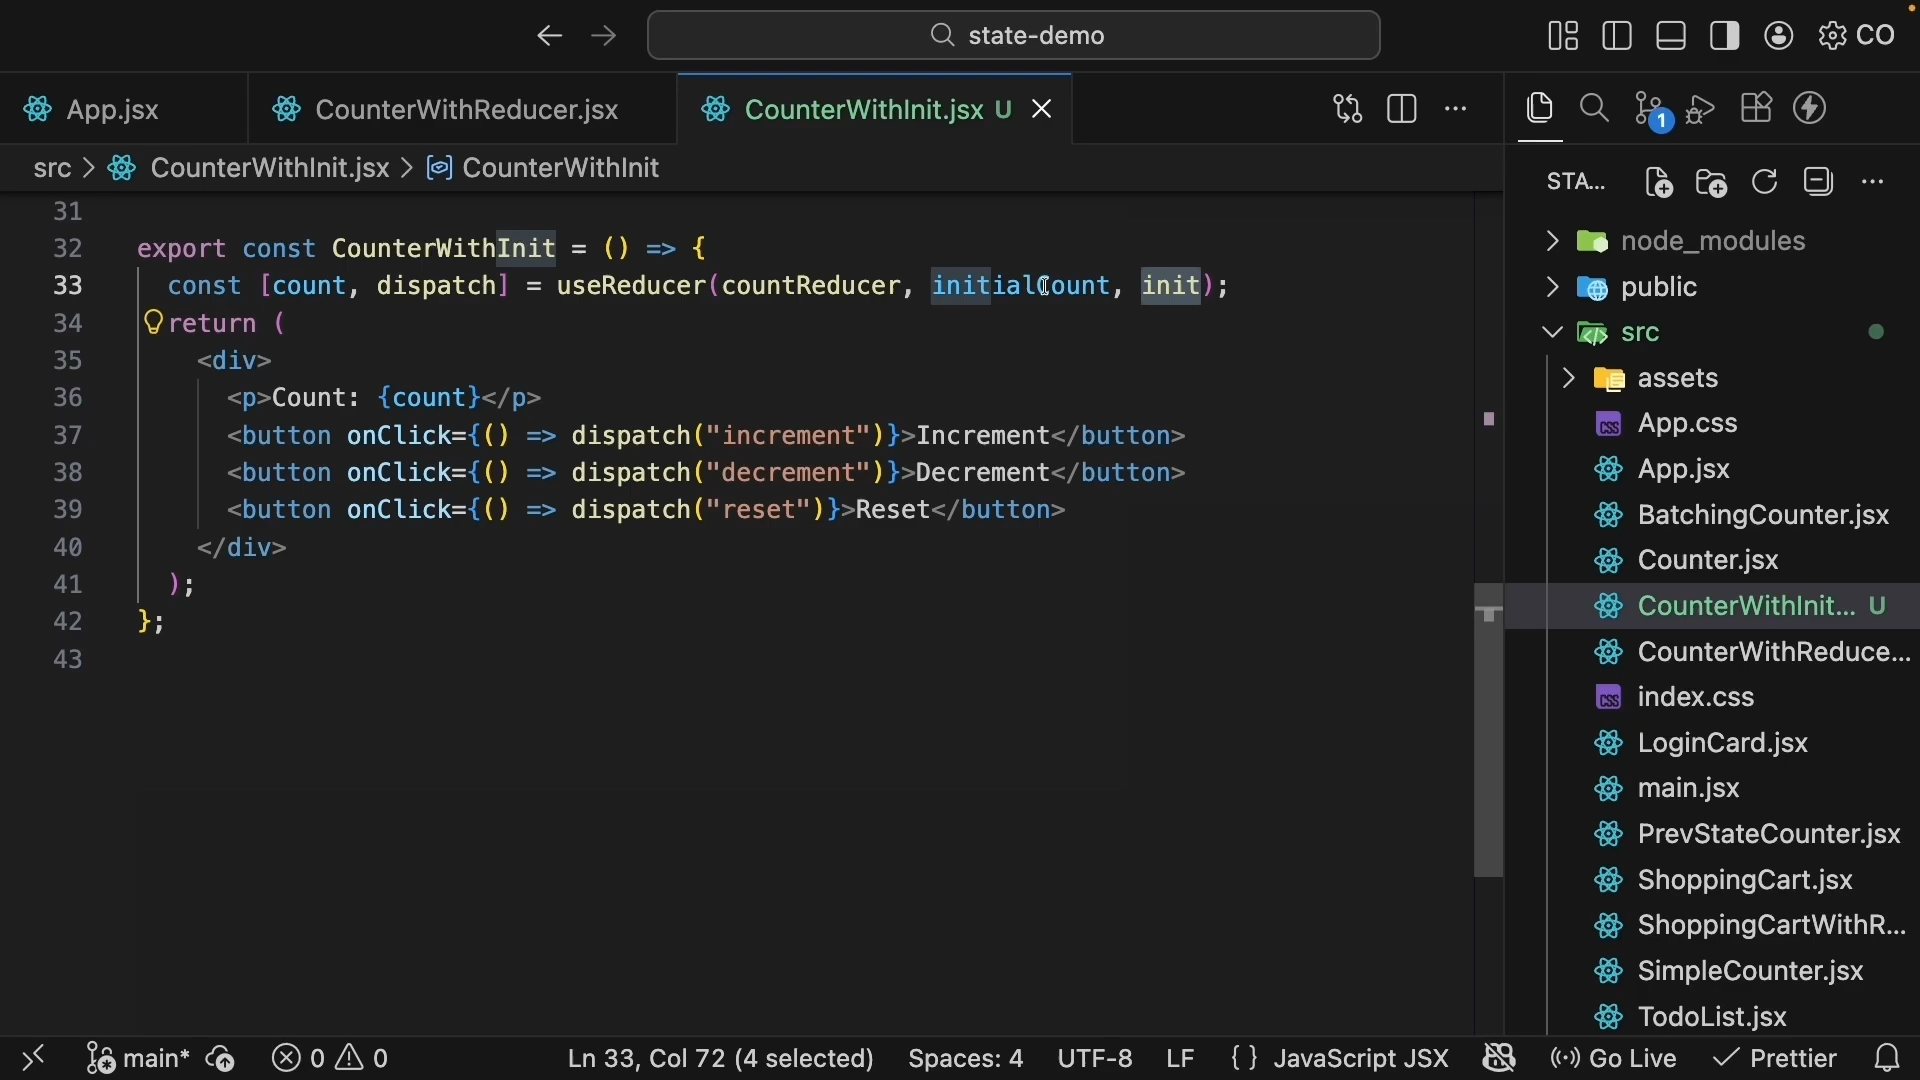 state-demo
CO
App.jsx
CounterWithReducer.jsx
CounterWithInit.jsx U
1
src > CounterWithInit.jsx > CounterWithInit
STA...
31
32 export const CounterWithInit = () => {
33 const [count, dispatch] = useReducer(countReducer, initialCount, init);
34 return (
35 <div>
36 <p>Count: {count}</p>
37 <button onClick={() => dispatch("increment")}>Increment</button>
38 <button onClick={() => dispatch("decrement")}>Decrement</button>
39 <button onClick={() => dispatch("reset")}>Reset</button>
40 </div>
41 );
42 };
43
node_modules
public
src
assets
App.css
App.jsx
BatchingCounter.jsx
Counter.jsx
CounterWithInit... U
CounterWithReduce...
index.css
LoginCard.jsx
main.jsx
PrevStateCounter.jsx
ShoppingCart.jsx
ShoppingCartWithR...
SimpleCounter.jsx
TodoList.jsx
main* 0 0 Ln 33, Col 72 (4 selected) Spaces: 4 UTF-8 LF { } JavaScript JSX Go Live Prettier